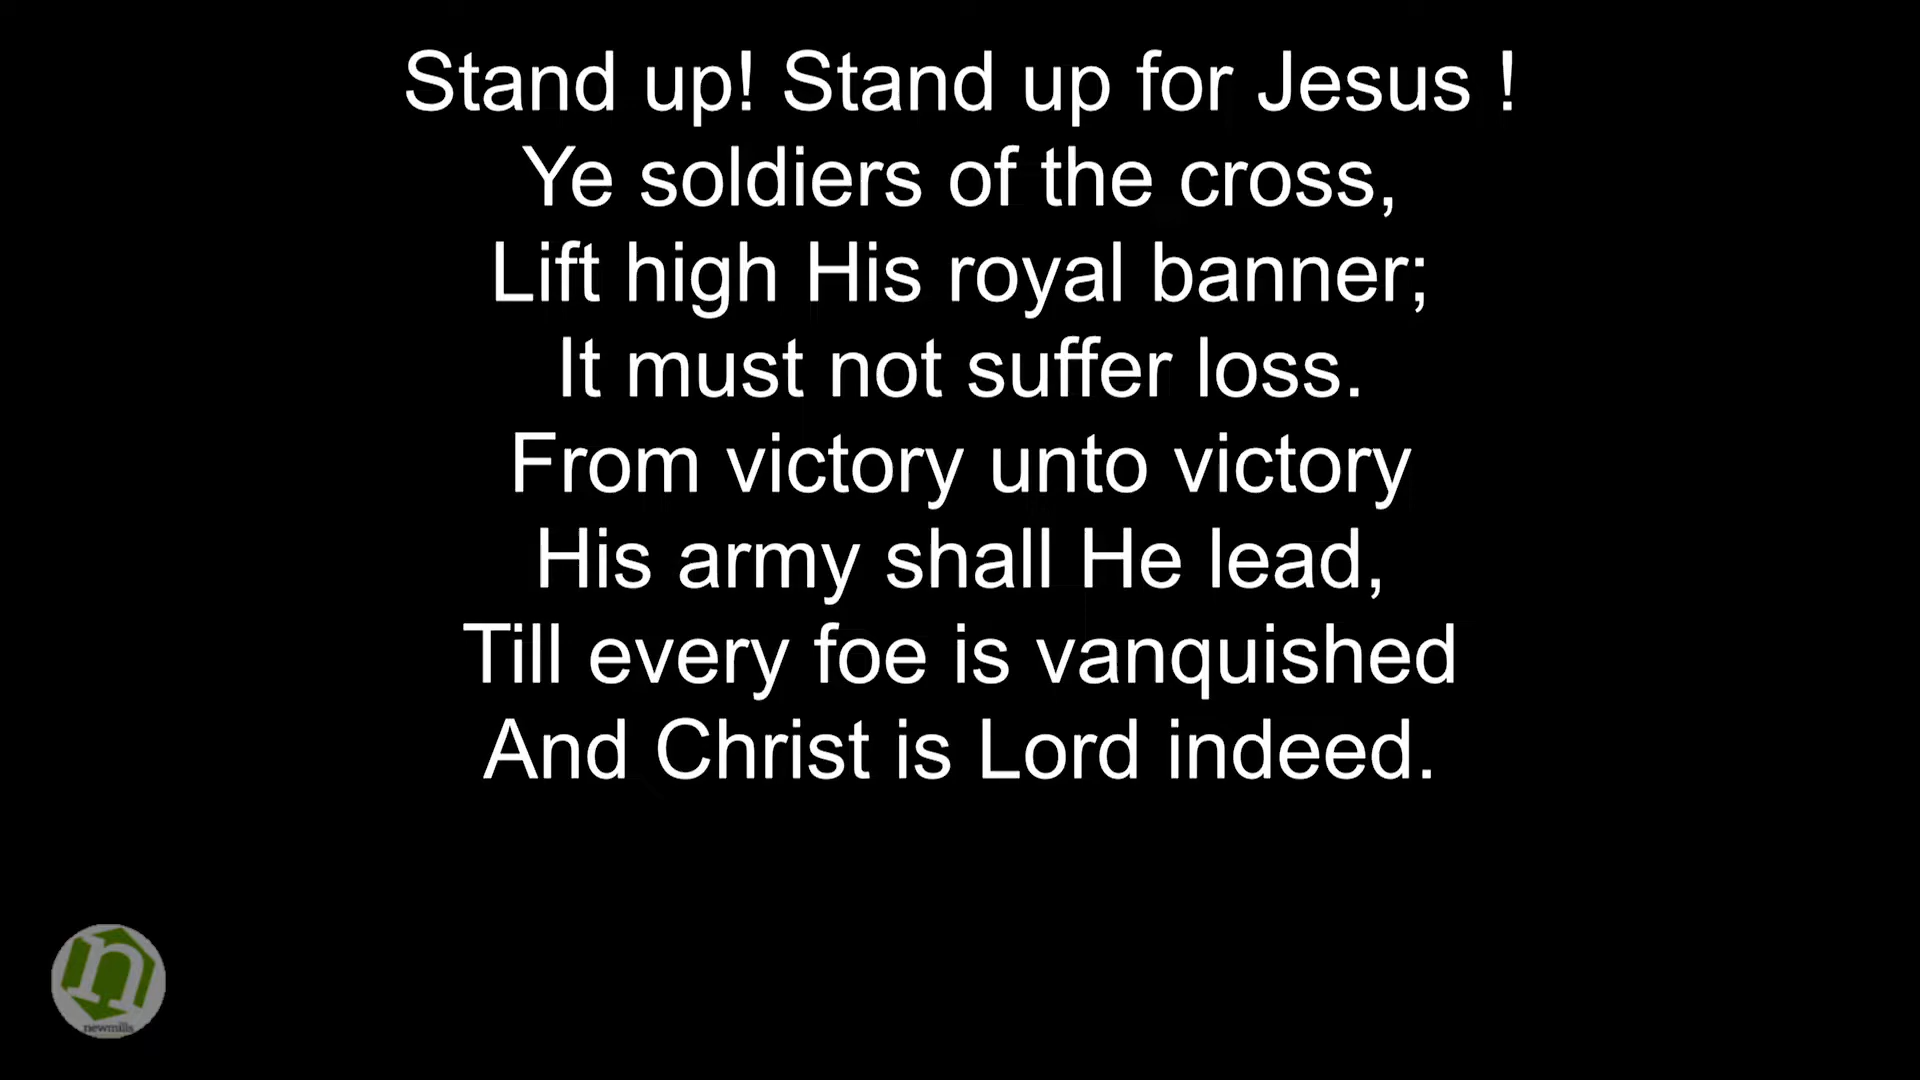 Stand up! Stand up for Jesus !
Ye soldiers of the cross,
Lift high His royal banner;
It must not suffer loss.
From victory unto victory
His army shall He lead,
Till every foe is vanquished
And Christ is Lord indeed.
n
newmills